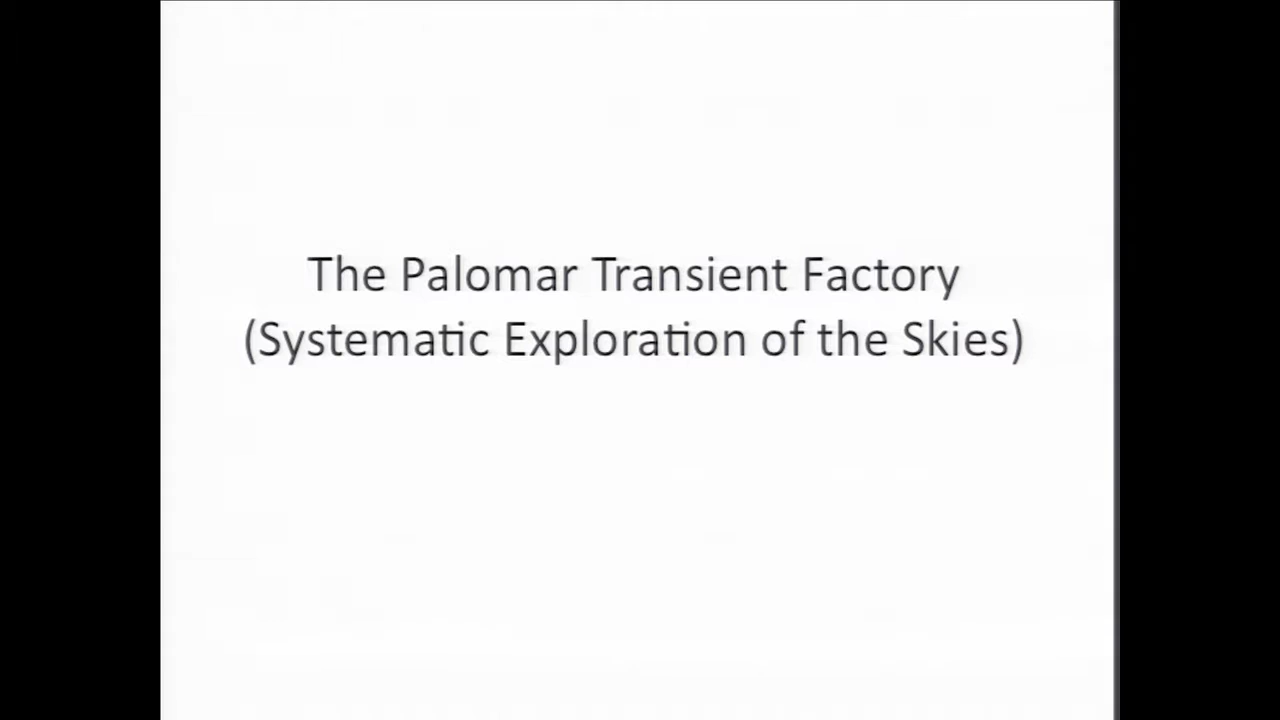 The Palomar Transient Factory
(Systematic Exploration of the Skies)